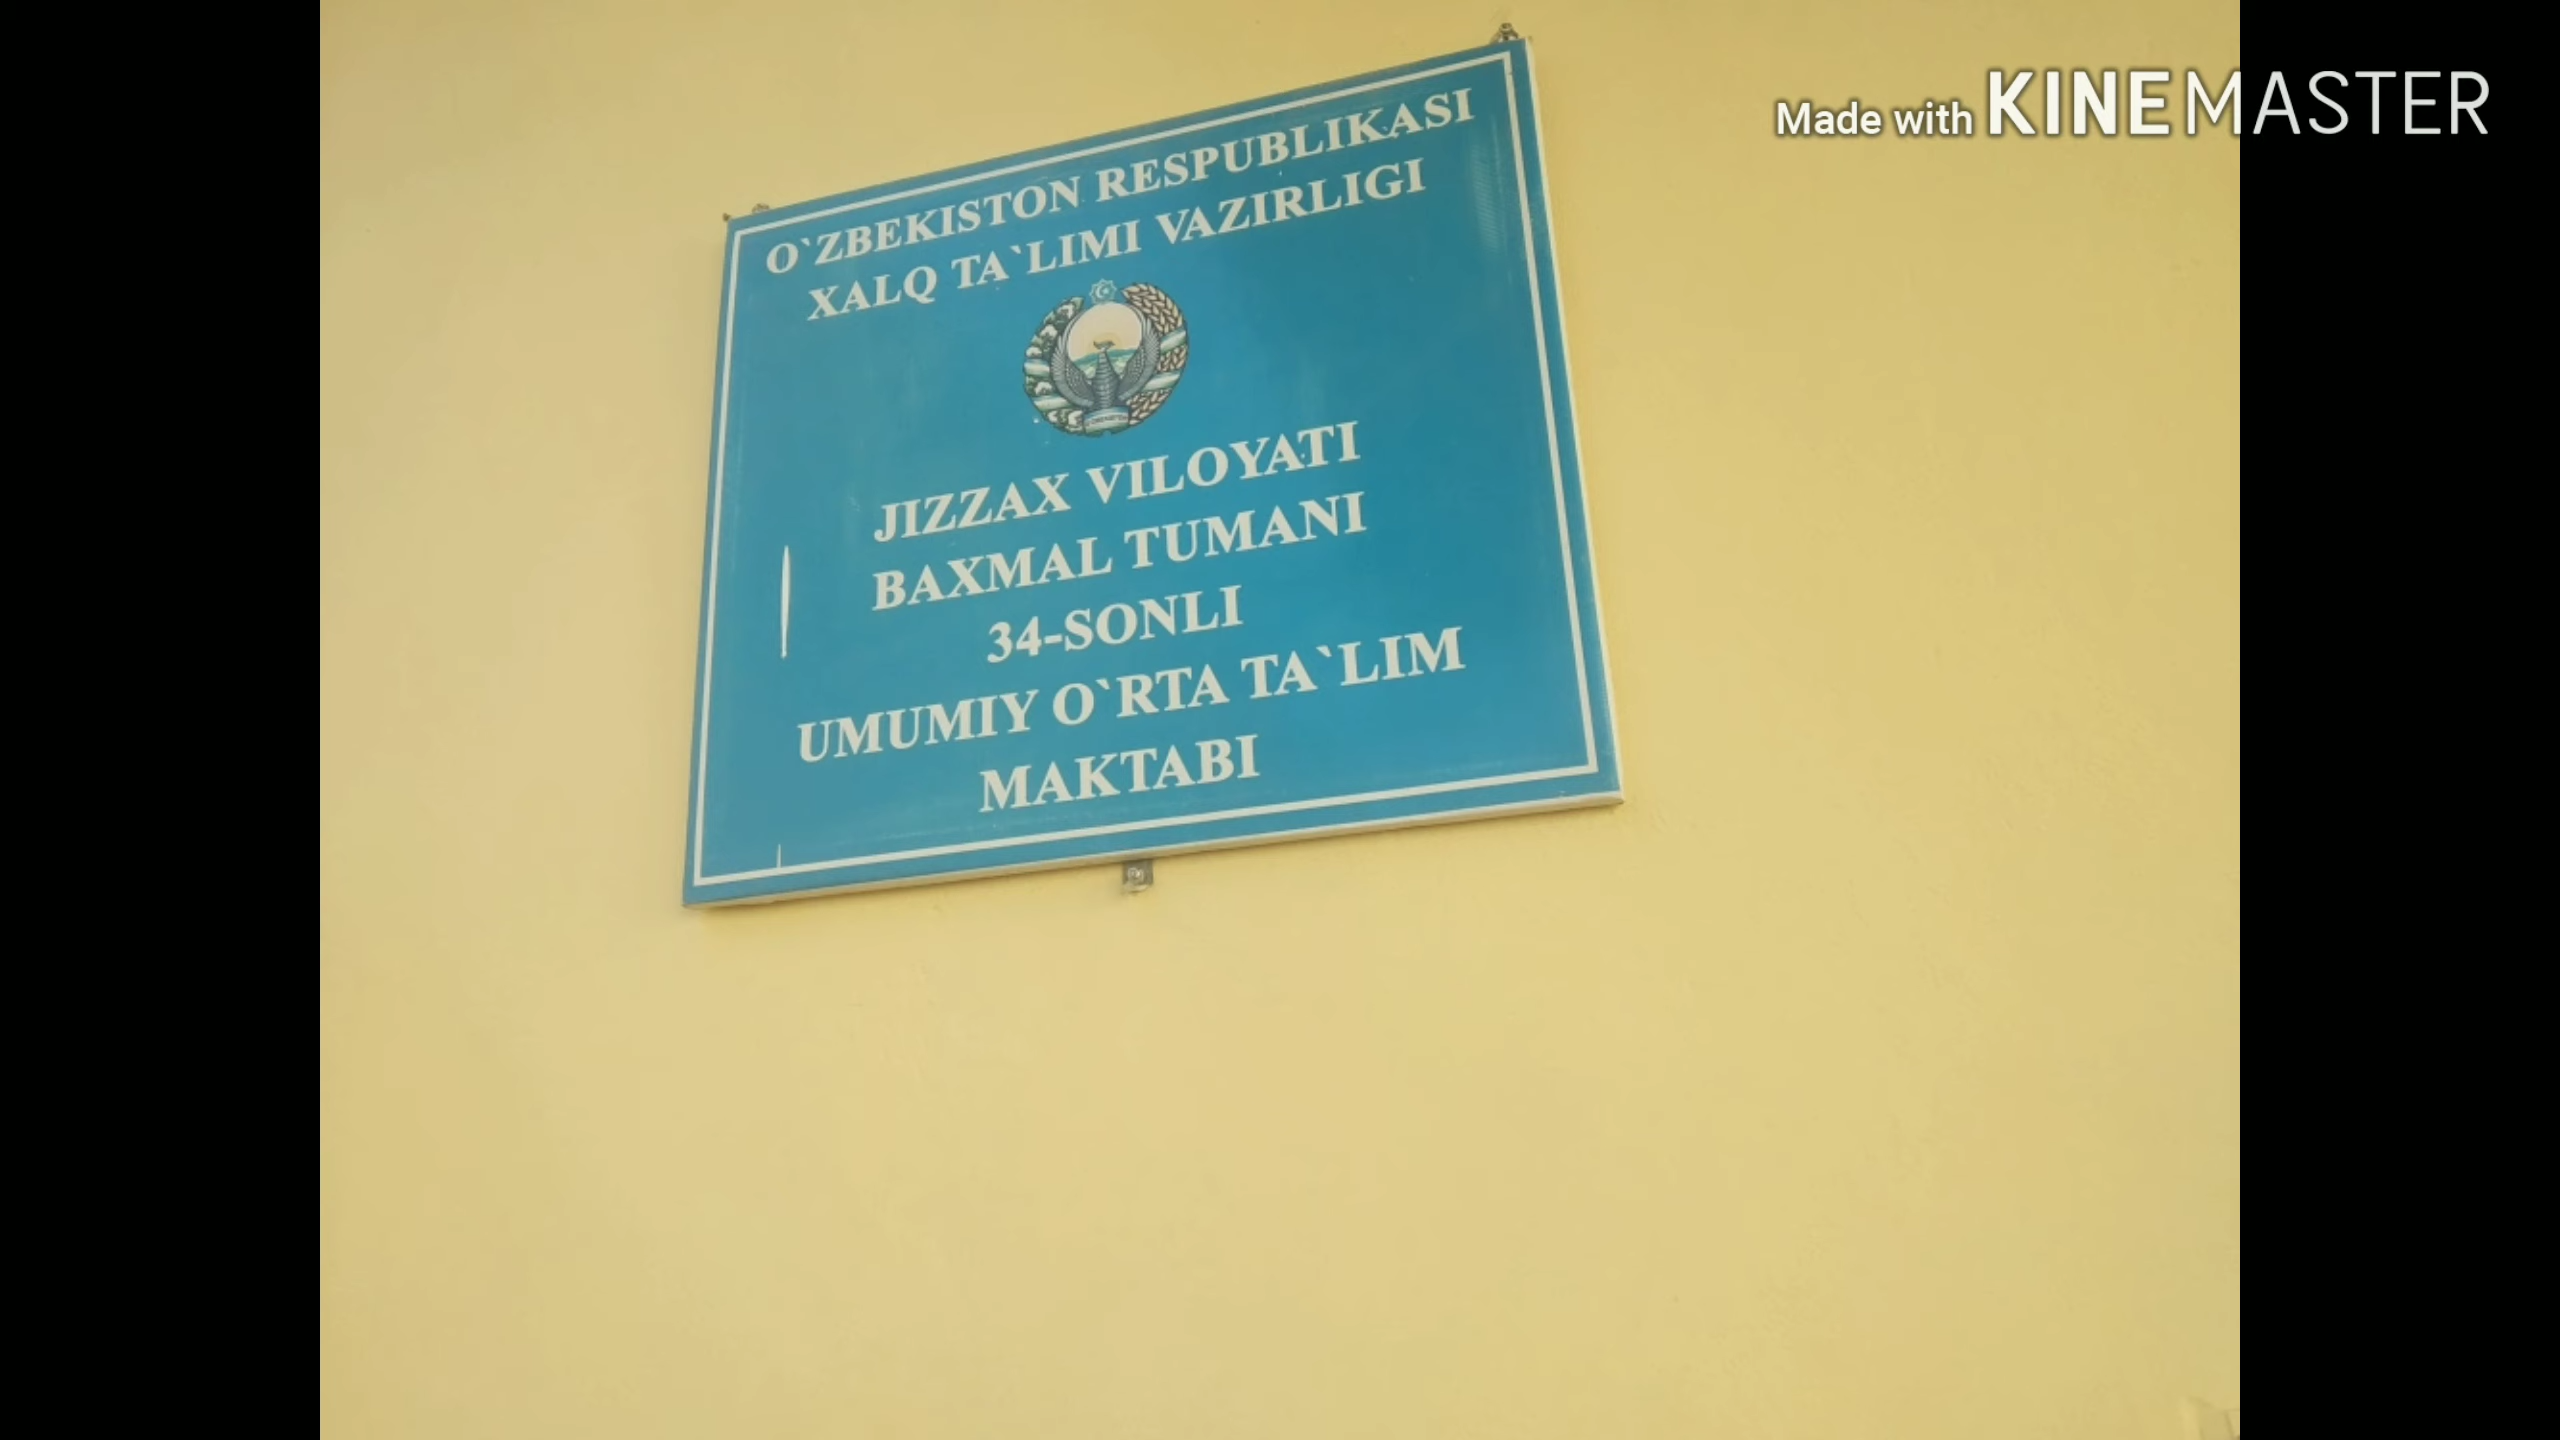 Made with KINEMASTER
O`ZBEKISTON RESPUBLIKASI
XALQ TA`LIMI VAZIRLIGI
JIZZAX VILOYATI
BAXMAL TUMANI
34-SONLI
UMUMIY O`RTA TA`LIM
MAKTABI